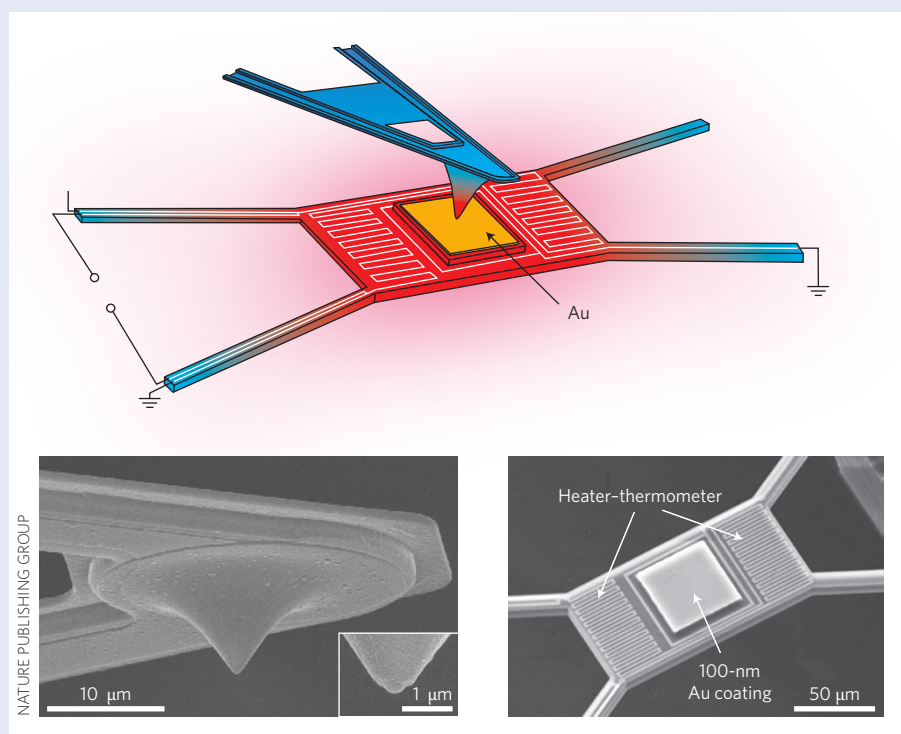 Au
NATURE PUBLISHING GROUP
10 μm
1 μm
Heater–thermometer
100-nm
Au coating
50 μm